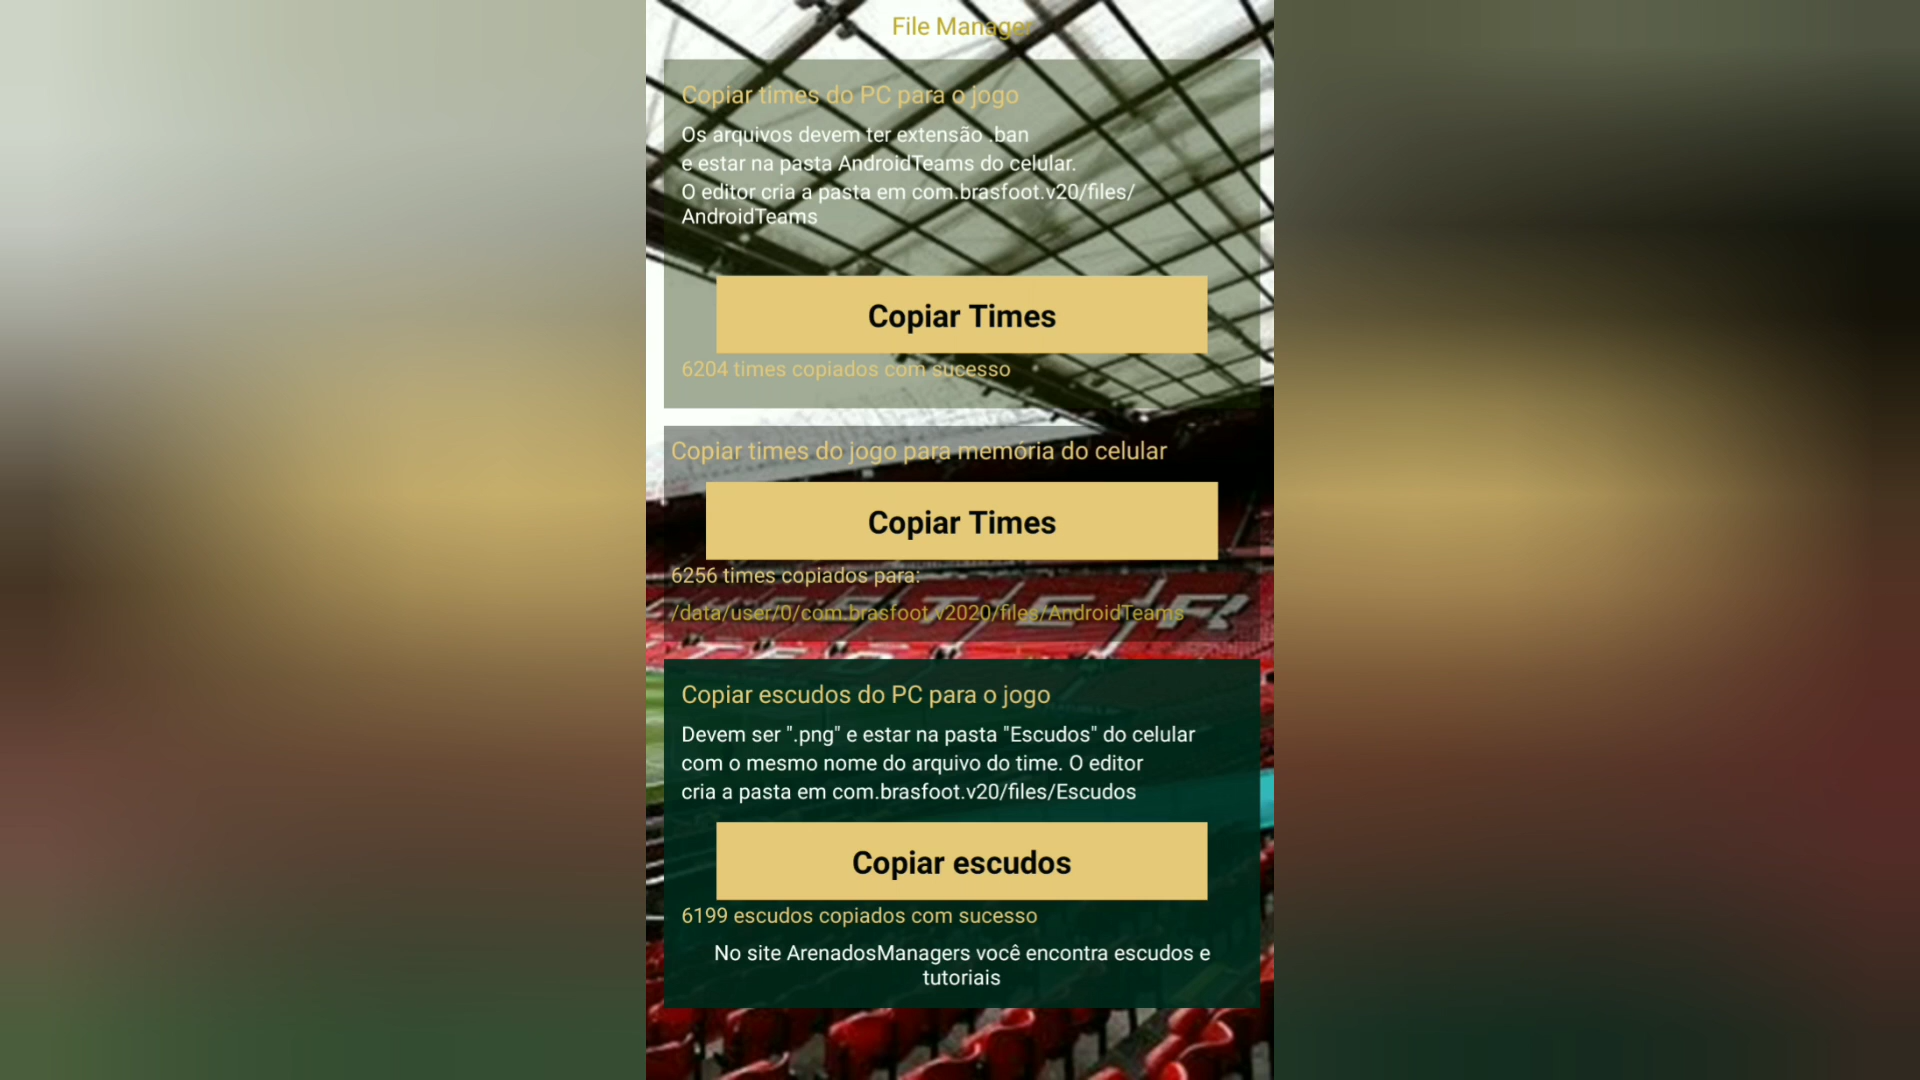 File Manager
Copiar times do PC para o jogo
Os arquivos devem ter extensão .ban
e estar na pasta AndroidTeams do celular.
O editor cria a pasta em com.brasfoot.v20/files/
AndroidTeams
Copiar Times
6204 times copiados com sucesso
Copiar times do jogo para memória do celular
Copiar Times
6256 times copiados para:
/data/user/0/com.brasfoot.v2020/files/AndroidTeams
Copiar escudos do PC para o jogo
Devem ser ".png" e estar na pasta "Escudos" do celular
com o mesmo nome do arquivo do time. O editor
cria a pasta em com.brasfoot.v20/files/Escudos
Copiar escudos
6199 escudos copiados com sucesso
No site ArenadosManagers você encontra escudos e
tutoriais